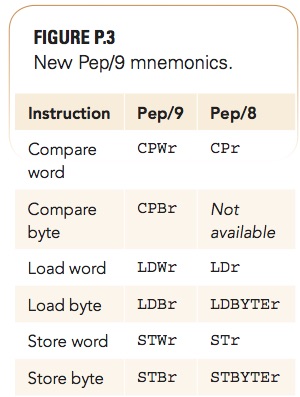 FIGURE P.3
New Pep/9 mnemonics.
Instruction Pep/9 Pep/8
Compare CPWr CPr
word
Compare CPBr Not
byte available
Load word LDWr LDr
Load byte LDBr LDBYTEr
Store word STWr STr
Store byte STBr STBYTEr